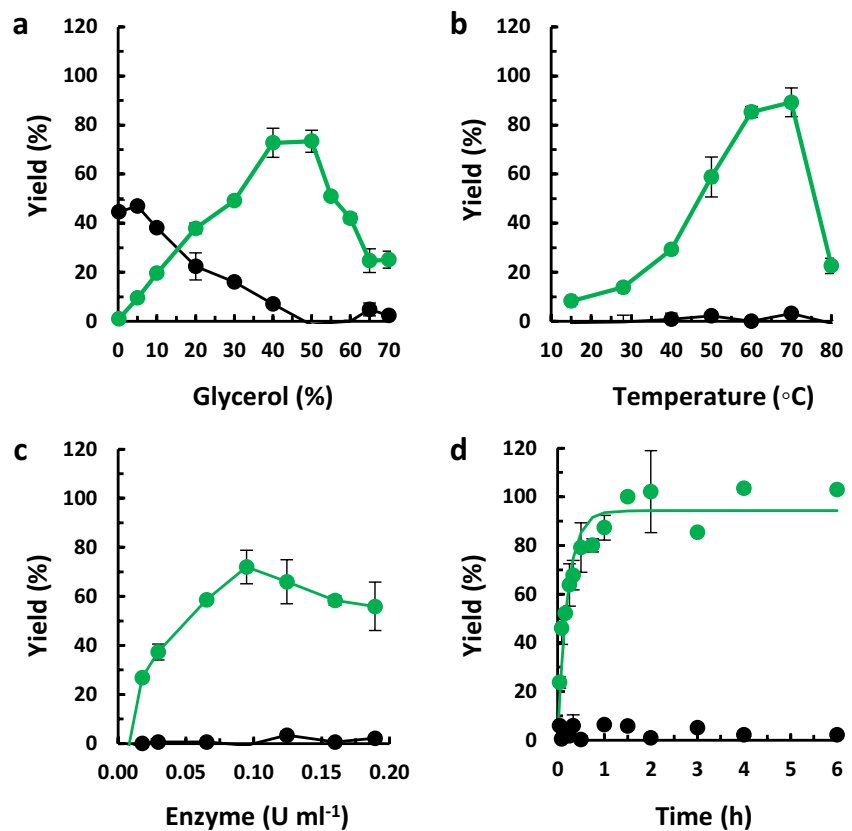 a
120
100
80
60
40
20
0
Yield (%)
0 10 20 30 40 50 60 70
Glycerol (%)
b
120
100
80
60
40
20
0
Yield (%)
10 20 30 40 50 60 70 80
Temperature (◦C)
c
120
100
80
60
40
20
0
Yield (%)
0.00 0.05 0.10 0.15 0.20
Enzyme (U ml-1)
d
120
100
80
60
40
20
0
Yield (%)
0 1 2 3 4 5 6
Time (h)